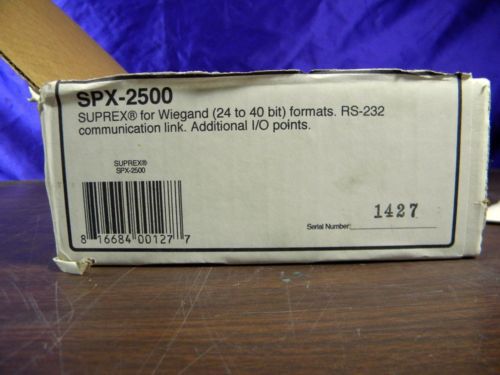 SPX-2500
SUPREX® for Wiegand (24 to 40 bit) formats. RS-232
communication link. Additional I/O points.
SUPREX®
SPX-2500
8 16684 00127 7
Serial Number: 1427